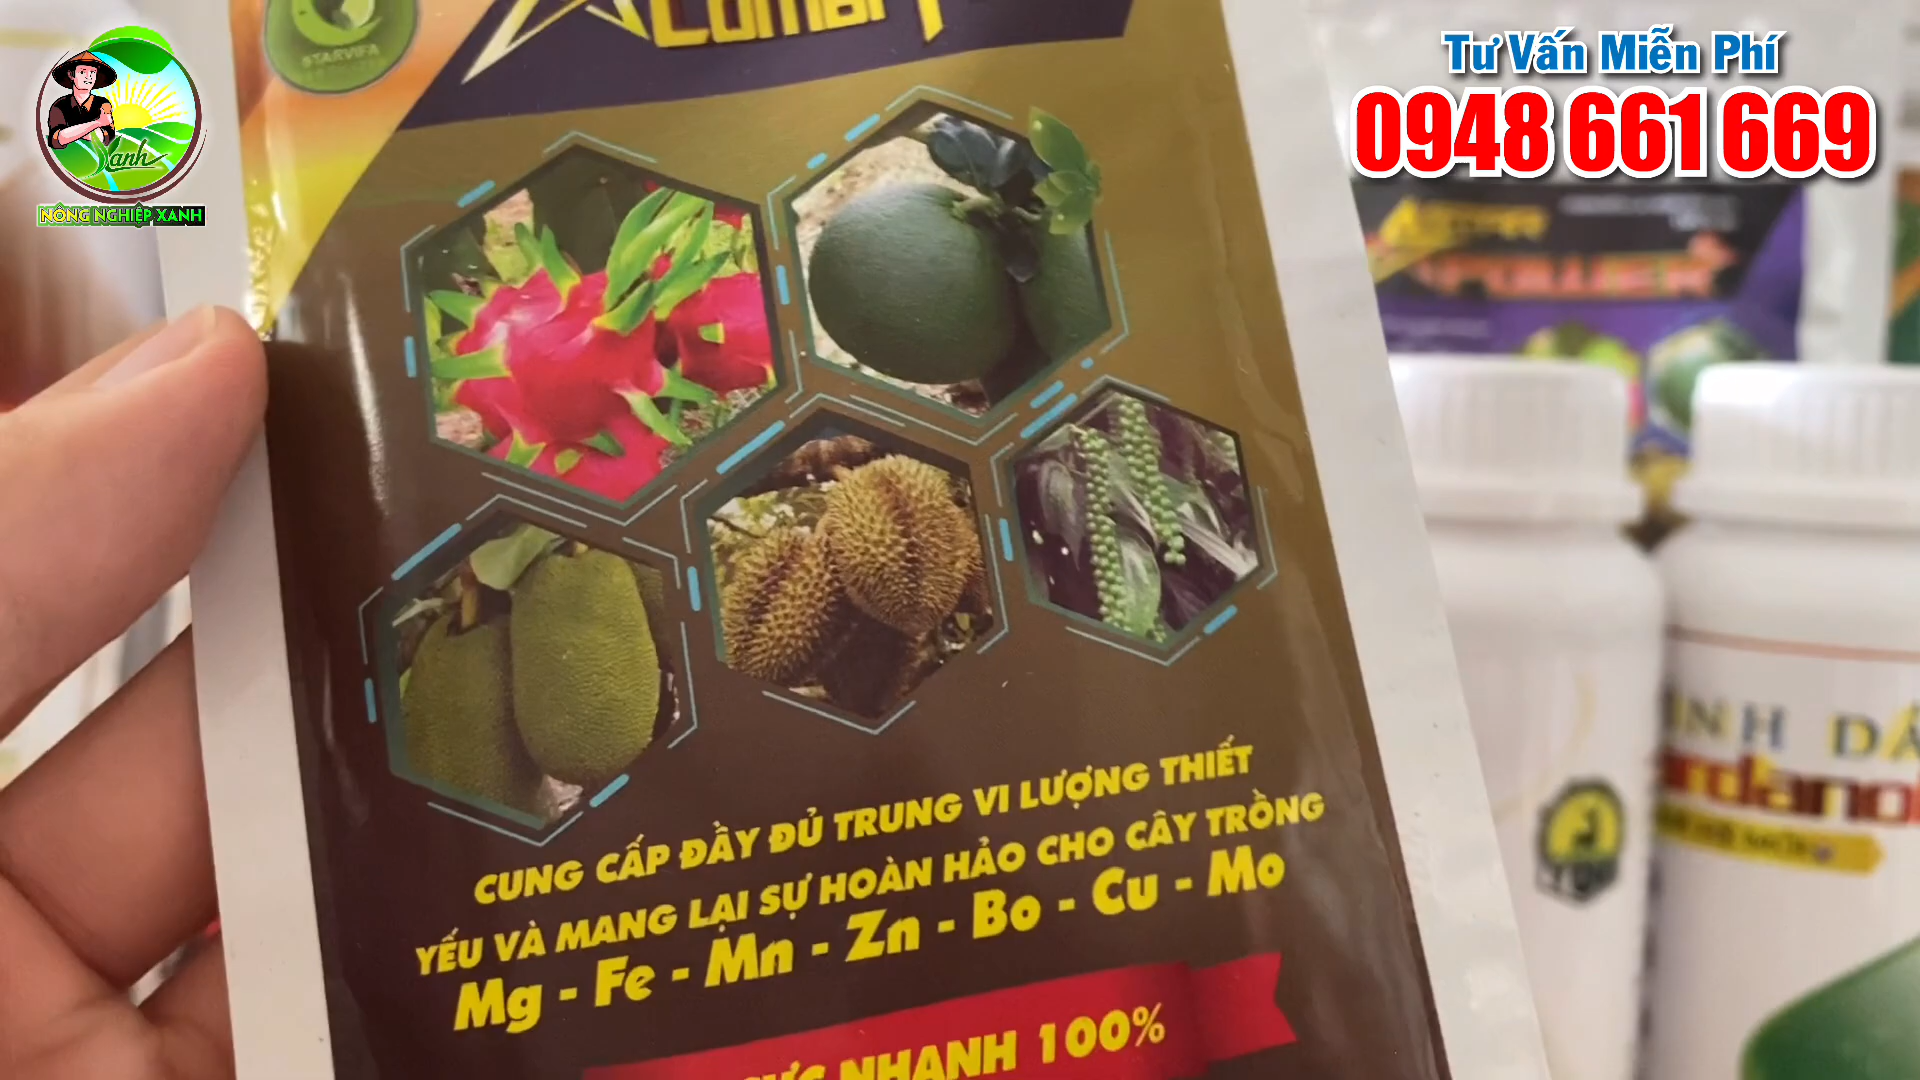 Tư Vấn Miễn Phí
0948 661 669
Xanh
NÔNG NGHIỆP XANH
STARVIFA
POWER
CUNG CẤP ĐẦY ĐỦ TRUNG VI LƯỢNG THIẾT
YẾU VÀ MANG LẠI SỰ HOÀN HẢO CHO CÂY TRỒNG
Mg - Fe - Mn - Zn - Bo - Cu - Mo
NHANH 100%